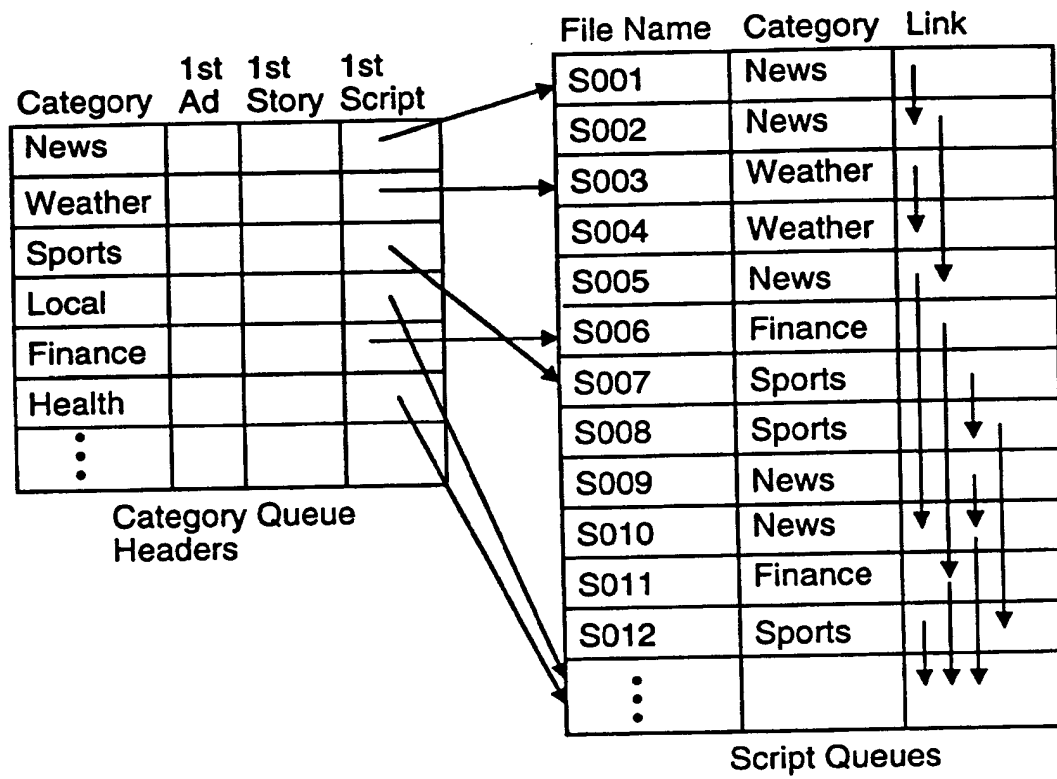 1st 1st 1st
Category Ad Story Script
News
Weather
Sports
Local
Finance
Health
Category Queue
Headers
File Name Category Link
S001 News
S002 News
S003 Weather
S004 Weather
S005 News
S006 Finance
S007 Sports
S008 Sports
S009 News
S010 News
S011 Finance
S012 Sports
Script Queues